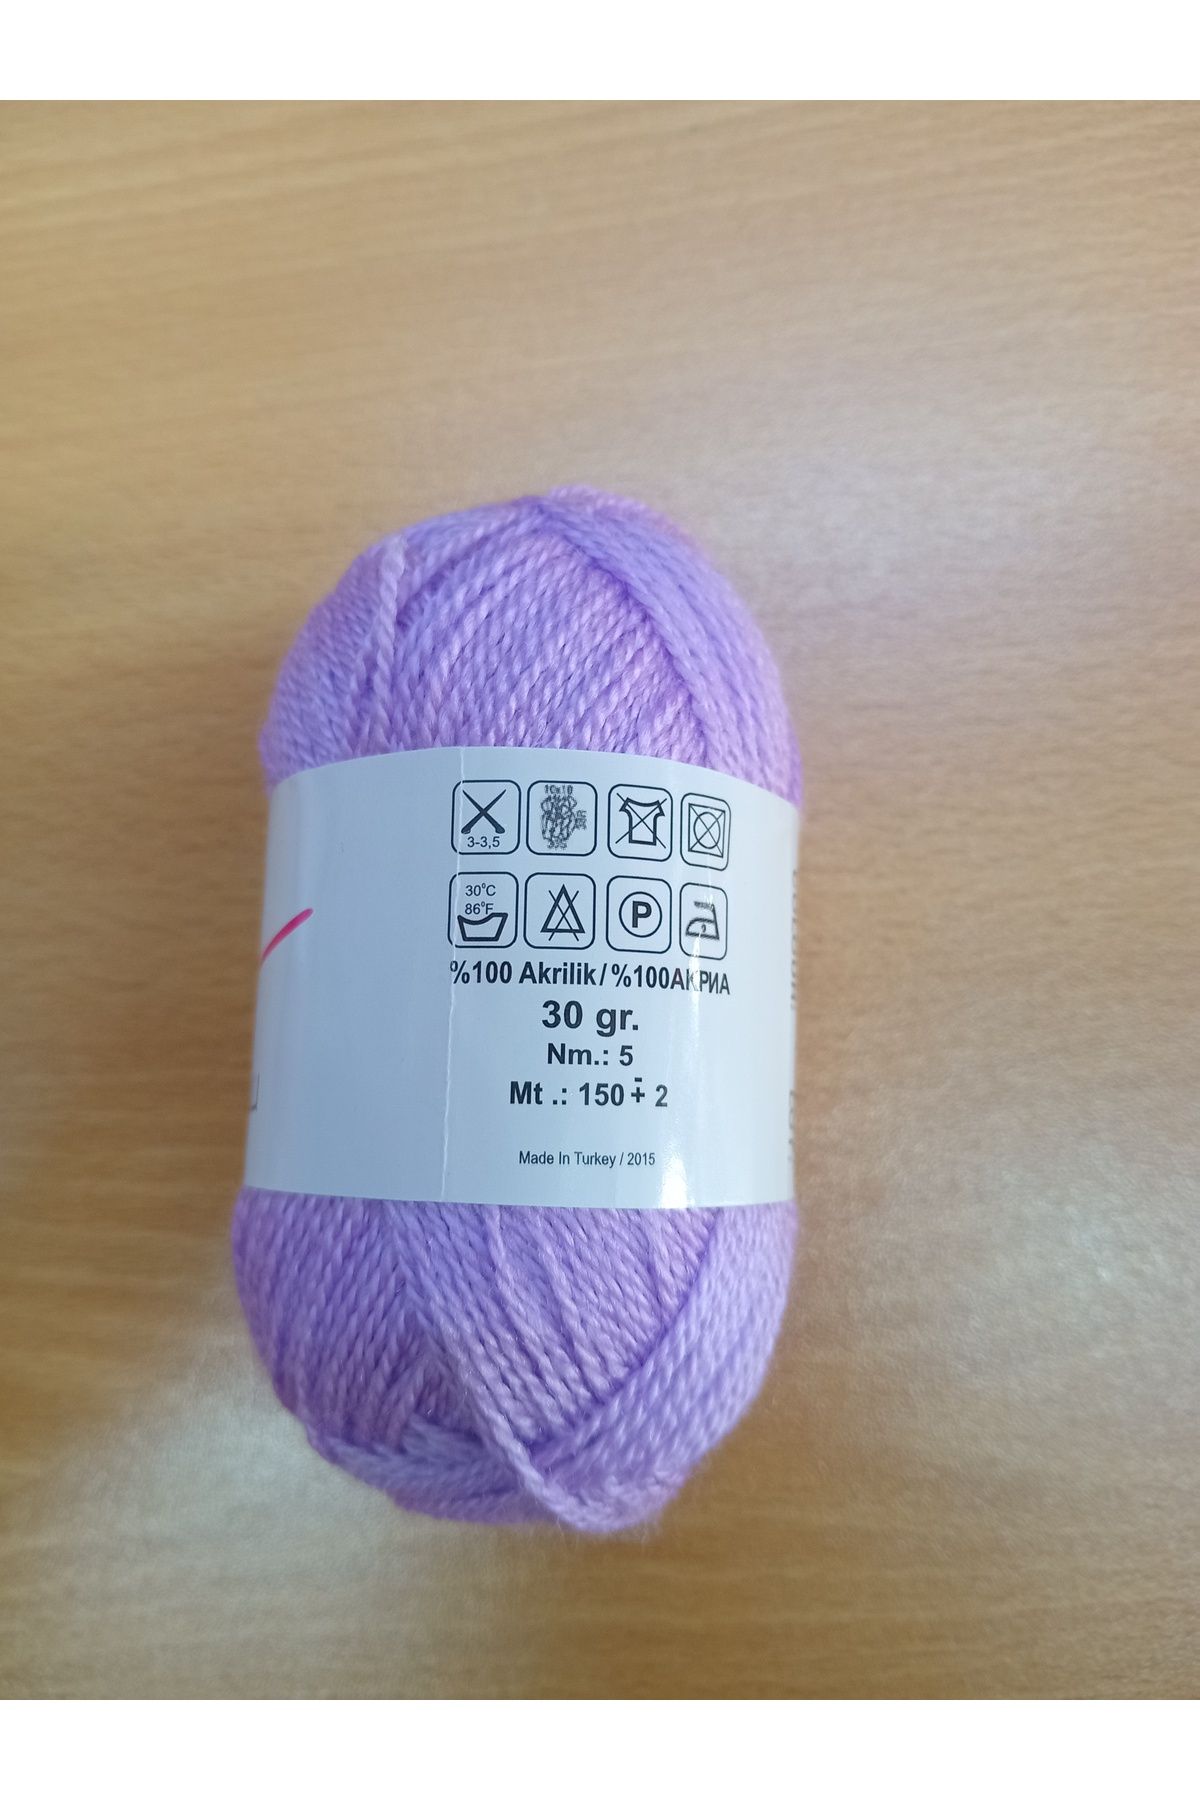 10x10
3-3,5
30°C
86°F
P
%100 Akrilik/%100АКРИА
30 gr.
Nm.: 5
Mt .: 150 ∓ 2
Made In Turkey / 2015